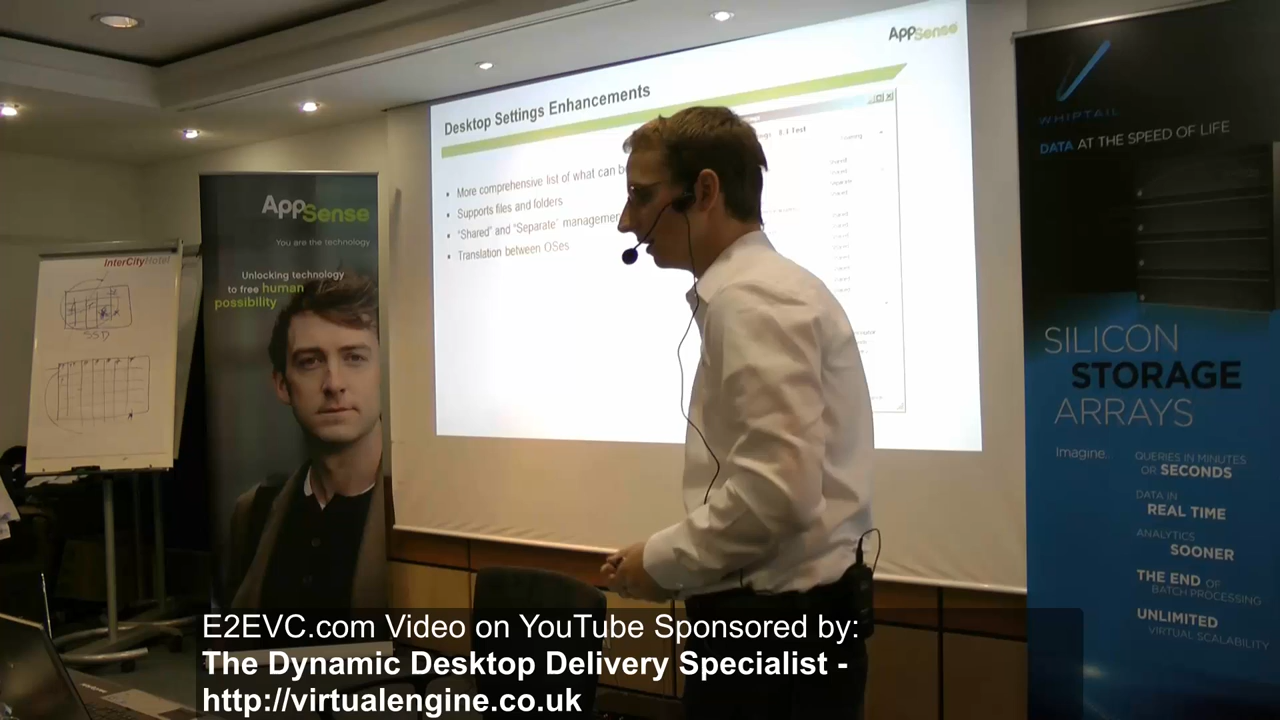 AppSense
Desktop Settings Enhancements
• More comprehensive list of what can b
• Supports files and folders
• "Shared" and "Separate" managemen
• Translation between OSes
InterCityHotel
SSD
AppSense
You are the technology
Unlocking technology
to free human
possibility
WHIPTAIL
DATA AT THE SPEED OF LIFE
SILICON
STORAGE
ARRAYS
Imagine.
QUERIES IN MINUTES
OR SECONDS
DATA IN
REAL TIME
ANALYTICS
SOONER
THE END OF
BATCH PROCESSING
UNLIMITED
VIRTUAL SCALABILITY
E2EVC.com Video on YouTube Sponsored by:
The Dynamic Desktop Delivery Specialist -
http://virtualengine.co.uk